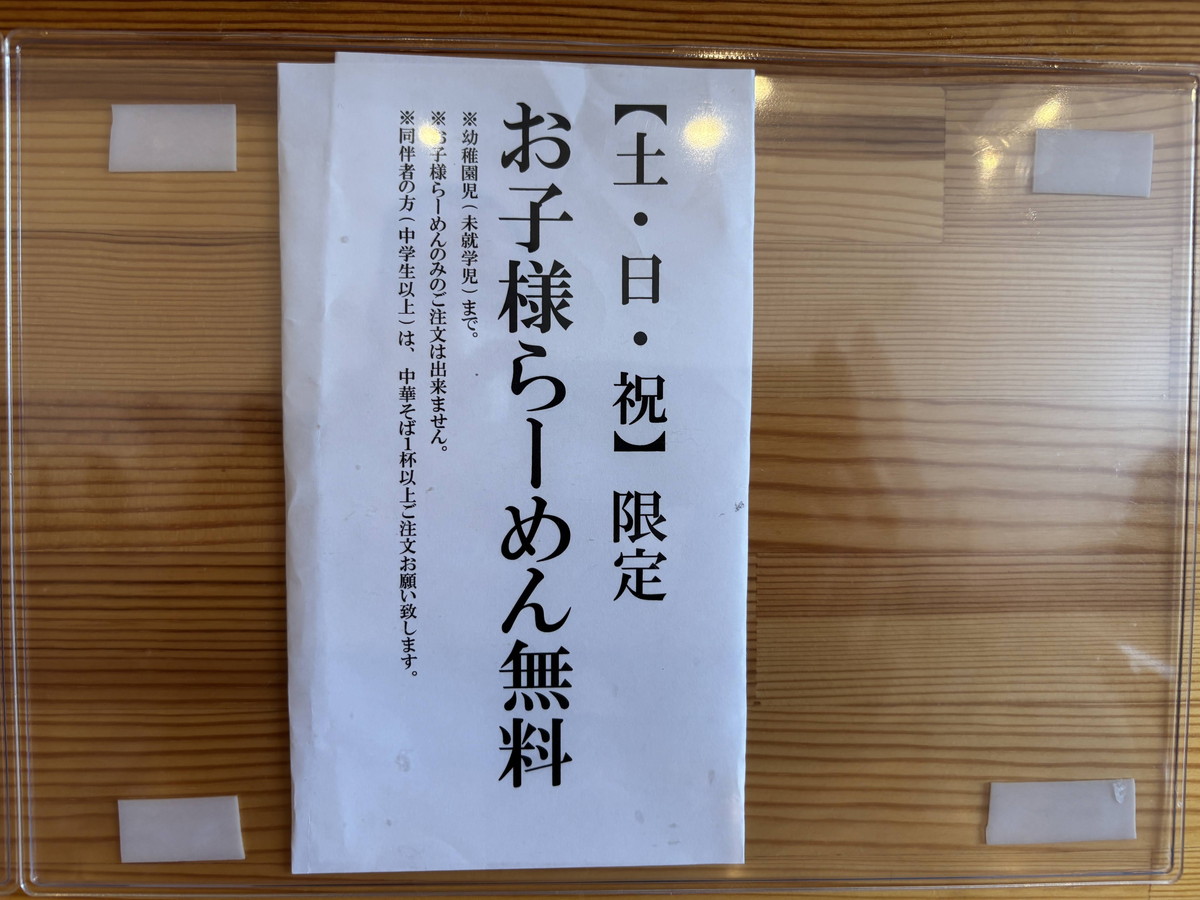 【土・日・祝】限定
お子様らーめん無料
※幼稚園児(未就学児)まで。
※お子様らーめんのみのご注文は出来ません。
※同伴者の方(中学生以上)は、中華そば1杯以上ご注文お願い致します。